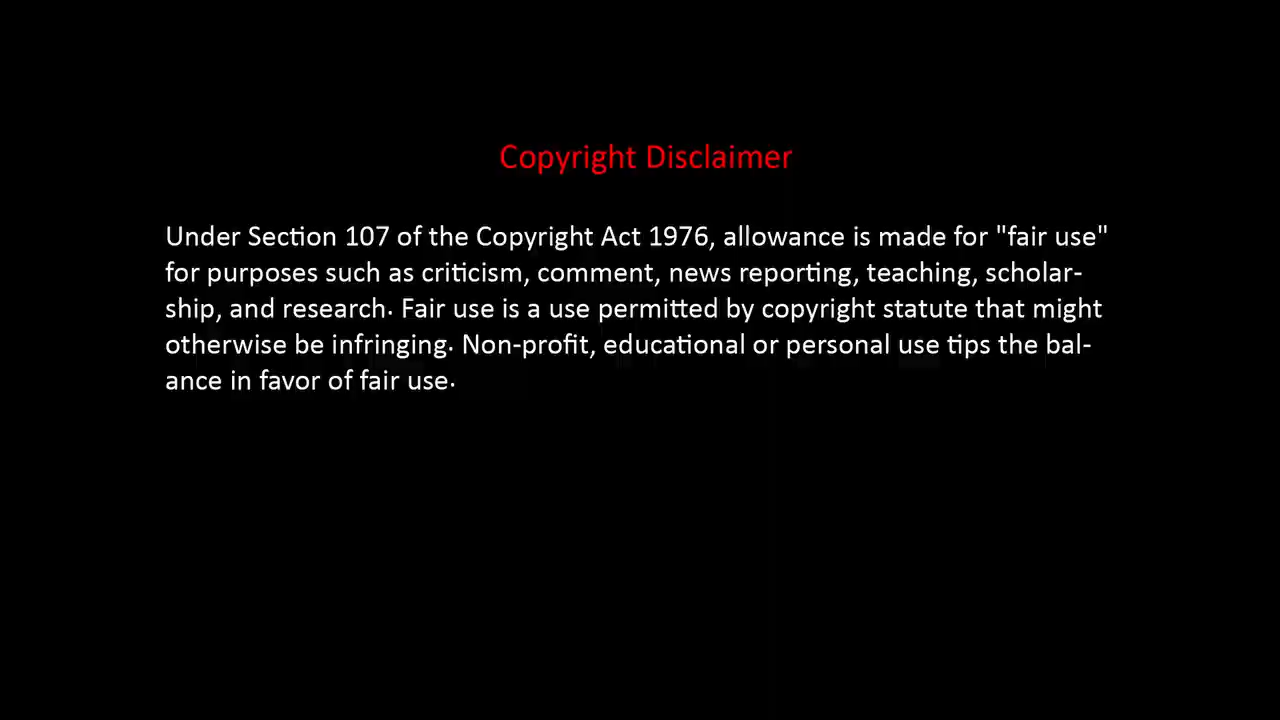 Copyright Disclaimer
Under Section 107 of the Copyright Act 1976, allowance is made for "fair use"
for purposes such as criticism, comment, news reporting, teaching, scholar-
ship, and research. Fair use is a use permitted by copyright statute that might
otherwise be infringing. Non-profit, educational or personal use tips the bal-
ance in favor of fair use.